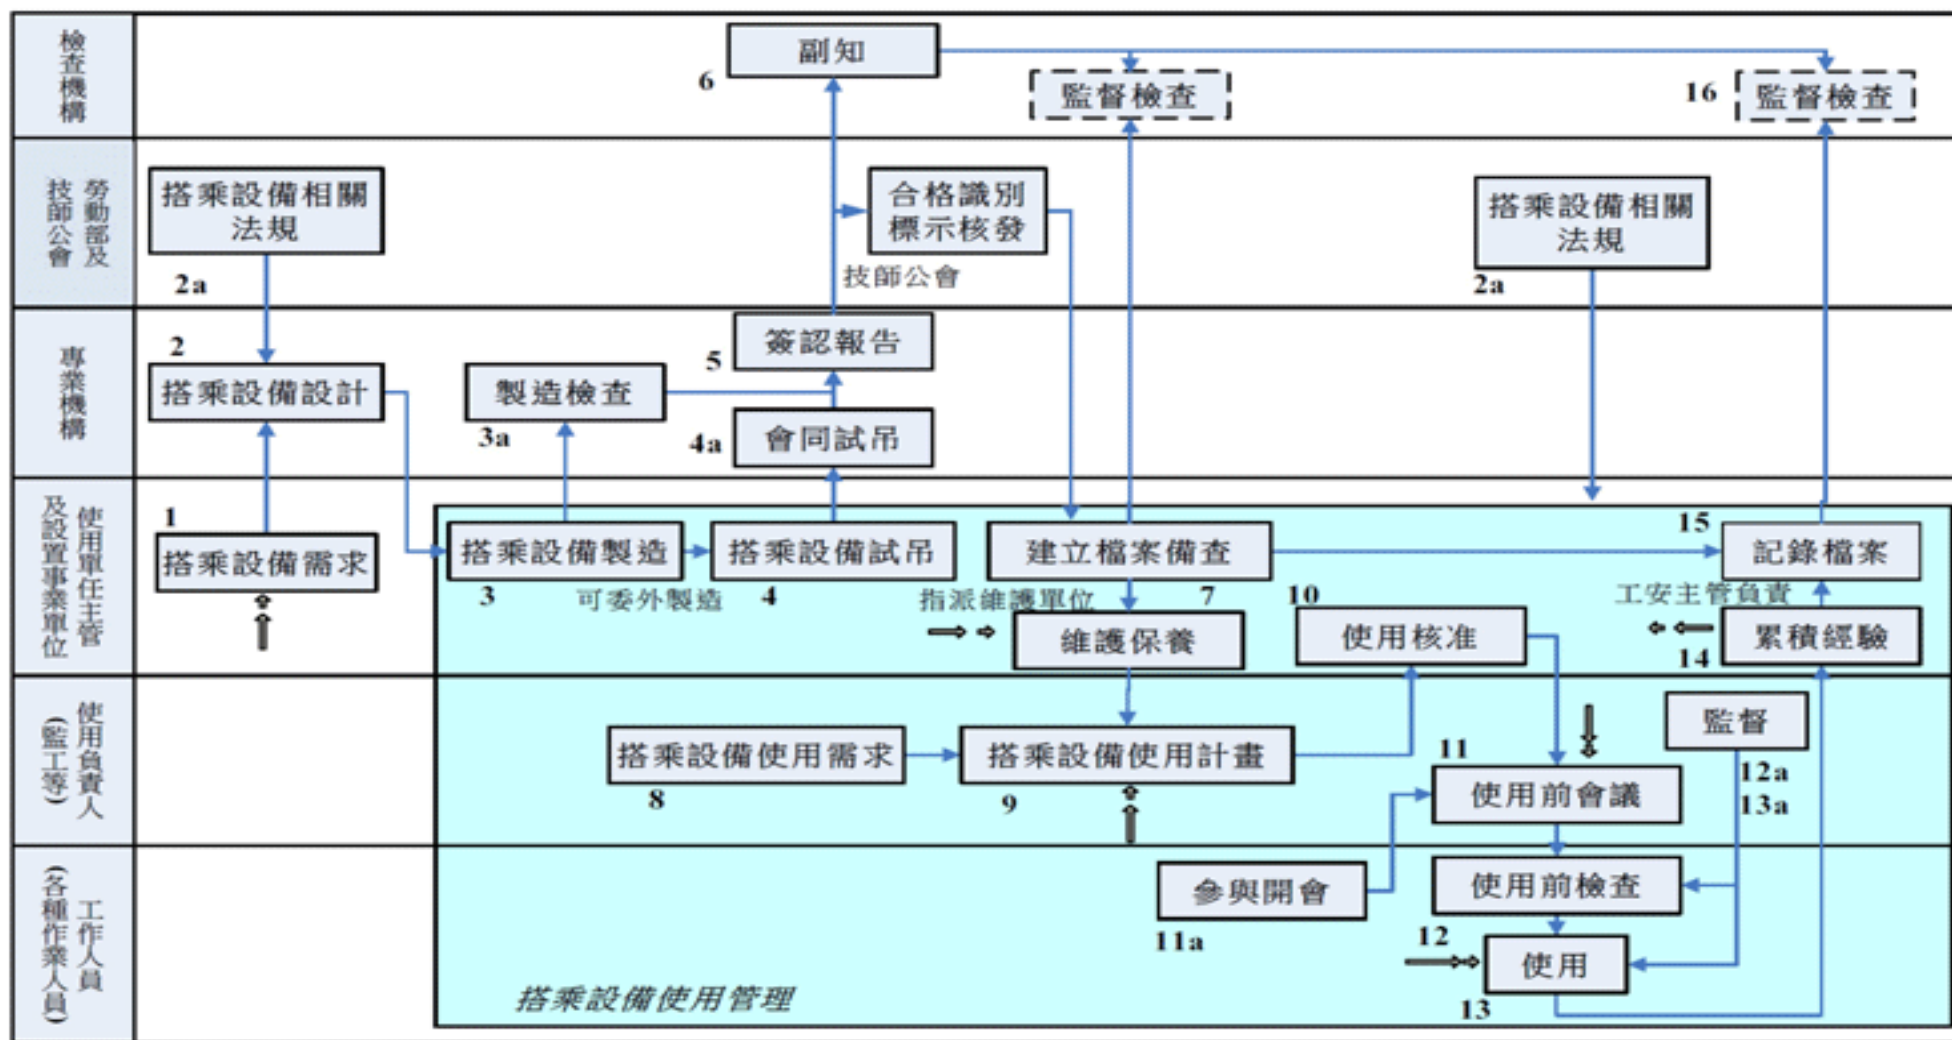 檢查機構
副知
6
監督檢查
16
監督檢查
勞動部及
技師公會
搭乘設備相關
法規
2a
合格識別
標示核發
技師公會
搭乘設備相關
法規
2a
專業機構
2
搭乘設備設計
製造檢查
3a
5
簽認報告
4a
會同試吊
使用單任主管
及設置事業單位
1
搭乘設備需求
搭乘設備製造
3
可委外製造
搭乘設備試吊
4
建立檔案備查
7
指派維護單位
維護保養
10
使用核准
15
記錄檔案
工安主管負責
累積經驗
14
使用負責人
(監工等)
搭乘設備使用需求
8
搭乘設備使用計畫
9
11
使用前會議
監督
12a
13a
工作人員
(各種作業人員)
參與開會
11a
使用前檢查
12
使用
13
搭乘設備使用管理